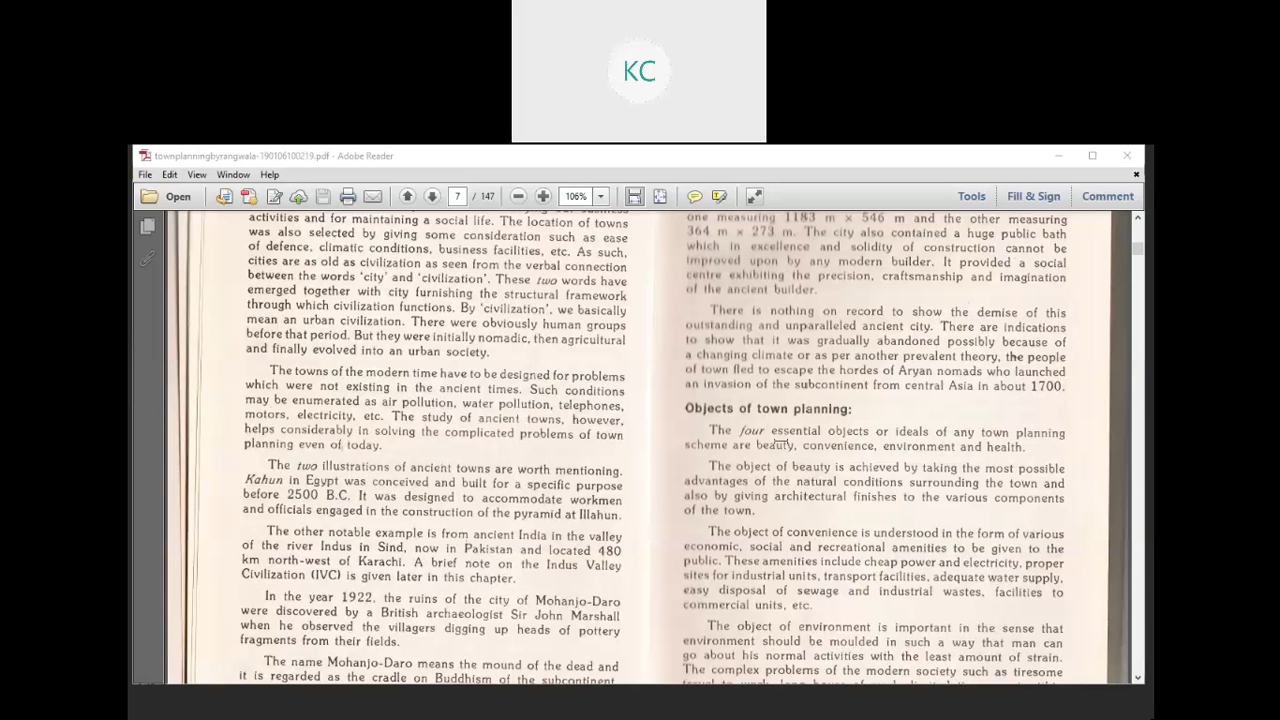 KC
townplanningbyrangwala-190106100219.pdf - Adobe Reader
File Edit View Window Help
Open 7 / 147 106% Tools Fill & Sign Comment
activities and for maintaining a social life. The location of towns
was also selected by giving some consideration such as ease
of defence, climatic conditions, business facilities, etc. As such,
cities are as old as civilization as seen from the verbal connection
between the words ‘city’ and ‘civilization’. These two words have
emerged together with city furnishing the structural framework
through which civilization functions. By ‘civilization’, we basically
mean an urban civilization. There were obviously human groups
before that period. But they were initially nomadic, then agricultural
and finally evolved into an urban society.
The towns of the modern time have to be designed for problems
which were not existing in the ancient times. Such conditions
may be enumerated as air pollution, water pollution, telephones,
motors, electricity, etc. The study of ancient towns, however,
helps considerably in solving the complicated problems of town
planning even of today.
The two illustrations of ancient towns are worth mentioning.
Kahun in Egypt was conceived and built for a specific purpose
before 2500 B.C. It was designed to accommodate workmen
and officials engaged in the construction of the pyramid at Illahun.
The other notable example is from ancient India in the valley
of the river Indus in Sind, now in Pakistan and located 480
km north-west of Karachi. A brief note on the Indus Valley
Civilization (IVC) is given later in this chapter.
In the year 1922, the ruins of the city of Mohanjo-Daro
were discovered by a British archaeologist Sir John Marshall
when he observed the villagers digging up heads of pottery
fragments from their fields.
The name Mohanjo-Daro means the mound of the dead and
it is regarded as the cradle on Buddhism of the subcontinent
one measuring 1183 m × 546 m and the other measuring
364 m × 273 m. The city also contained a huge public bath
which in excellence and solidity of construction cannot be
improved upon by any modern builder. It provided a social
centre exhibiting the precision, craftsmanship and imagination
of the ancient builder.
There is nothing on record to show the demise of this
outstanding and unparalleled ancient city. There are indications
to show that it was gradually abandoned possibly because of
a changing climate or as per another prevalent theory, the people
of town fled to escape the hordes of Aryan nomads who launched
an invasion of the subcontinent from central Asia in about 1700.
Objects of town planning:
The four essential objects or ideals of any town planning
scheme are beauty, convenience, environment and health.
The object of beauty is achieved by taking the most possible
advantages of the natural conditions surrounding the town and
also by giving architectural finishes to the various components
of the town.
The object of convenience is understood in the form of various
economic, social and recreational amenities to be given to the
public. These amenities include cheap power and electricity, proper
sites for industrial units, transport facilities, adequate water supply,
easy disposal of sewage and industrial wastes, facilities to
commercial units, etc.
The object of environment is important in the sense that
environment should be moulded in such a way that man can
go about his normal activities with the least amount of strain.
The complex problems of the modern society such as tiresome